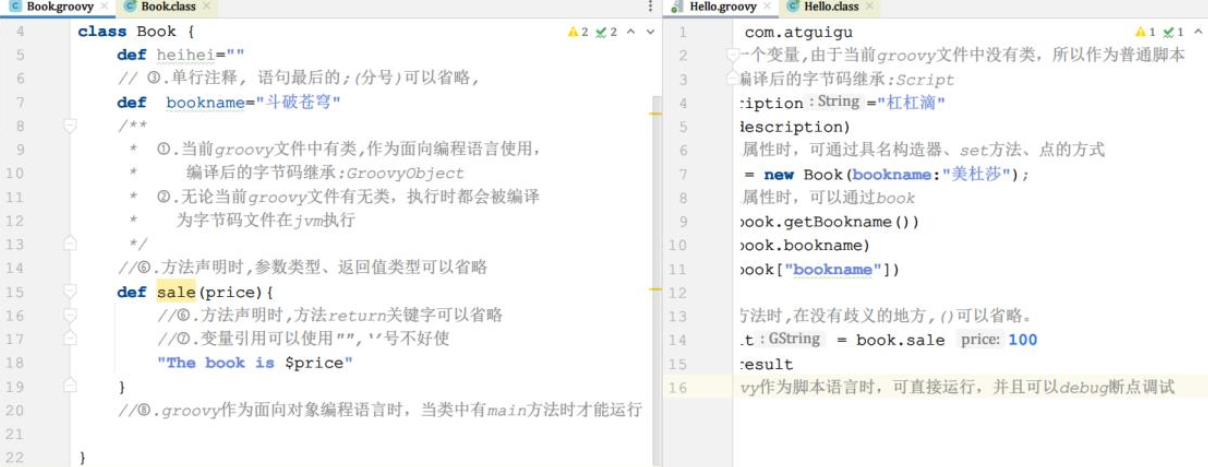 Book.groovy
Book.class
4 class Book { 2 2
5 def heihei=""
6 // ③.单行注释, 语句最后的;(分号)可以省略,
7 def bookname="斗破苍穹"
8 /**
9 * ①.当前groovy文件中有类,作为面向编程语言使用,
10 * 编译后的字节码继承:GroovyObject
11 * ②.无论当前groovy文件有无类，执行时都会被编译
12 * 为字节码文件在jvm执行
13 */
14 //⑥.方法声明时,参数类型、返回值类型可以省略
15 def sale(price){
16 //⑥.方法声明时,方法return关键字可以省略
17 //⑦.变量引用可以使用"",''号不好使
18 "The book is $price"
19 }
20 //⑧.groovy作为面向对象编程语言时，当类中有main方法时才能运行
21
22 }
Hello.groovy
Hello.class
1 com.atguigu 1 1
2 一个变量,由于当前groovy文件中没有类，所以作为普通脚本
3 编译后的字节码继承:Script
4 ription : String ="杠杠滴"
5 description)
6 属性时，可通过具名构造器、set方法、点的方式
7 = new Book(bookname:"美杜莎");
8 属性时，可以通过book
9 book.getBookname())
10 book.bookname)
11 book["bookname"])
12
13 方法时,在没有歧义的地方,()可以省略。
14 t : GString = book.sale price: 100
15 result
16 vy作为脚本语言时，可直接运行，并且可以debug断点调试